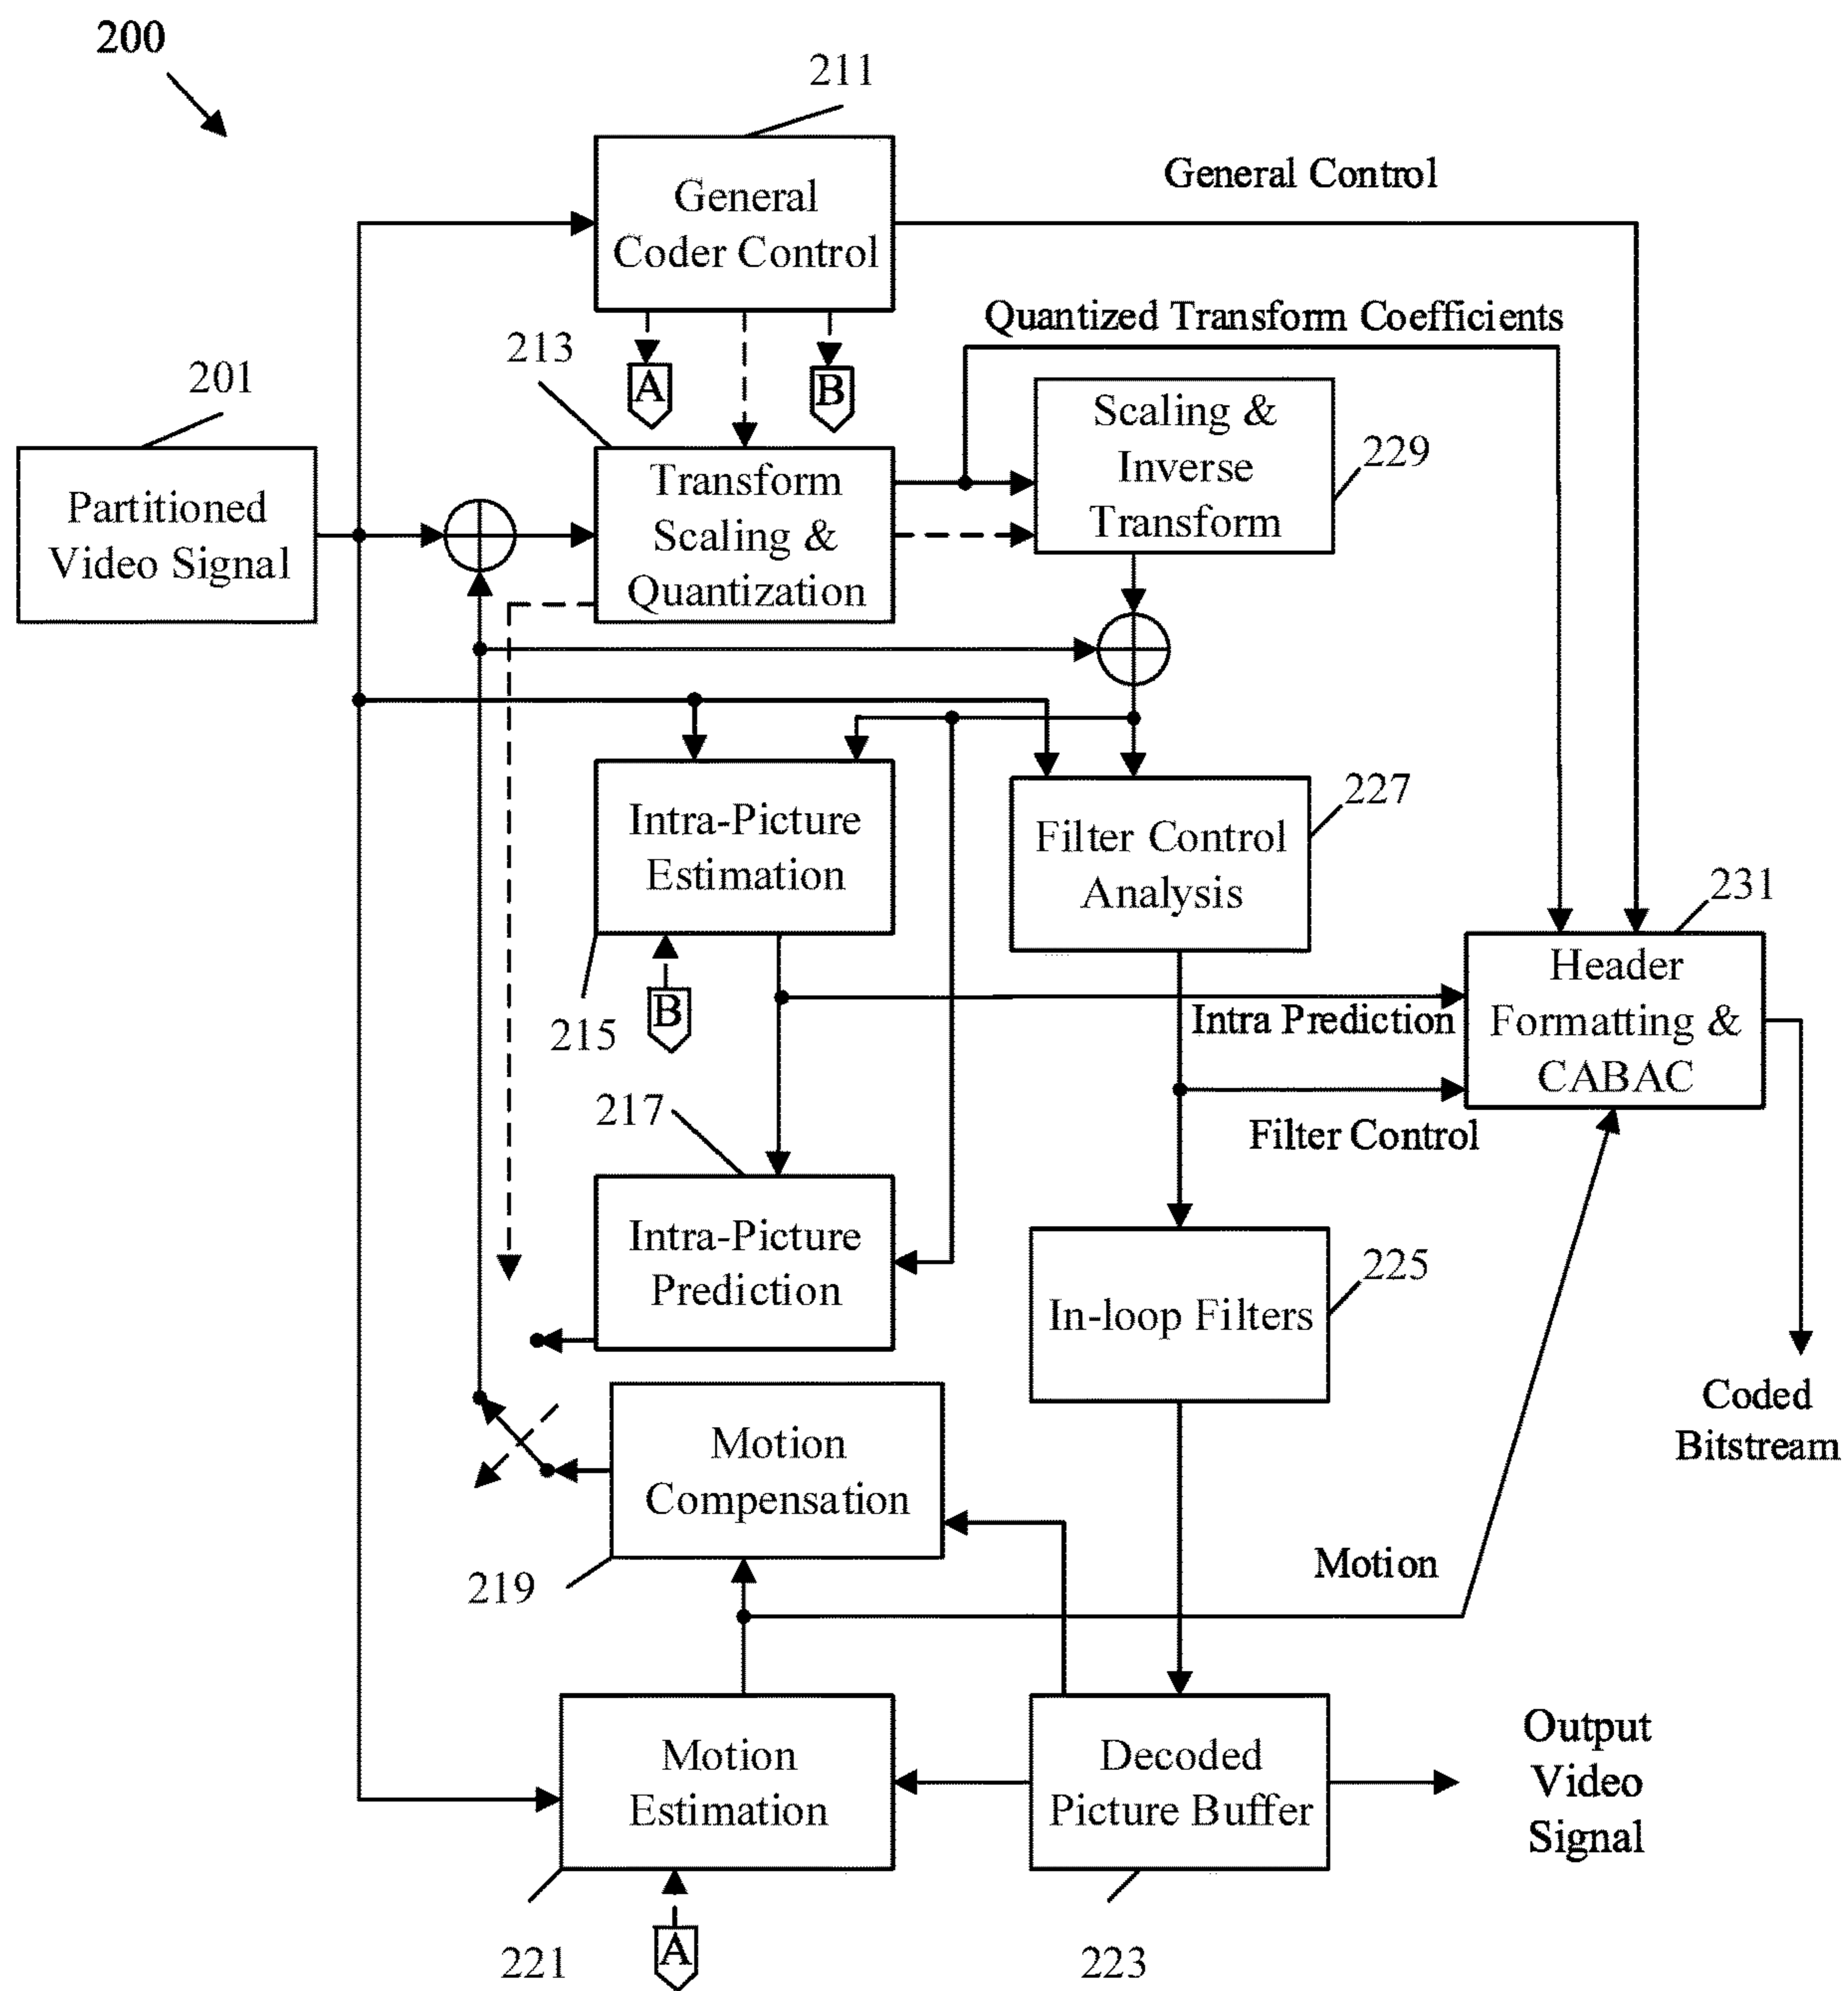 200
211
General
Coder Control
General Control
Quantized Transform Coefficients
A
B
213
201
Partitioned
Video Signal
Transform
Scaling &
Quantization
Scaling &
Inverse
Transform
229
Intra-Picture
Estimation
215
B
Filter Control
Analysis
227
231
Header
Formatting &
CABAC
Intra Prediction
Filter Control
217
Intra-Picture
Prediction
In-loop Filters
225
Coded
Bitstream
Motion
Compensation
219
Motion
Motion
Estimation
221
A
Decoded
Picture Buffer
223
Output
Video
Signal